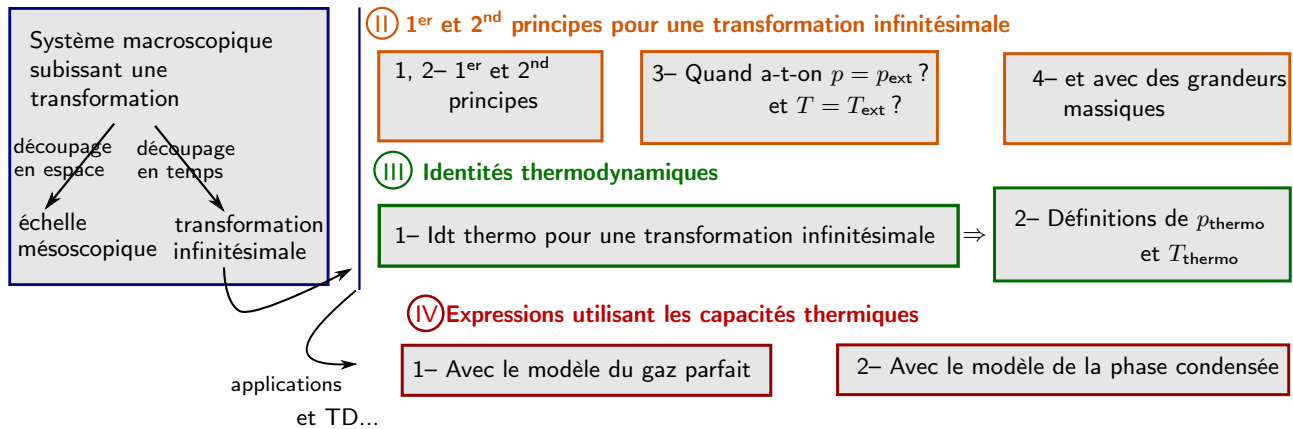 Système macroscopique
subissant une
transformation
découpage
en espace
découpage
en temps
échelle
mésoscopique
transformation
infinitésimale
II 1er et 2nd principes pour une transformation infinitésimale
1, 2– 1er et 2nd
principes
3– Quand a-t-on p = pext ?
et T = Text ?
4– et avec des grandeurs
massiques
III Identités thermodynamiques
1– Idt thermo pour une transformation infinitésimale
⇒
2– Définitions de pthermo
et Tthermo
IV Expressions utilisant les capacités thermiques
1– Avec le modèle du gaz parfait
2– Avec le modèle de la phase condensée
applications
et TD...